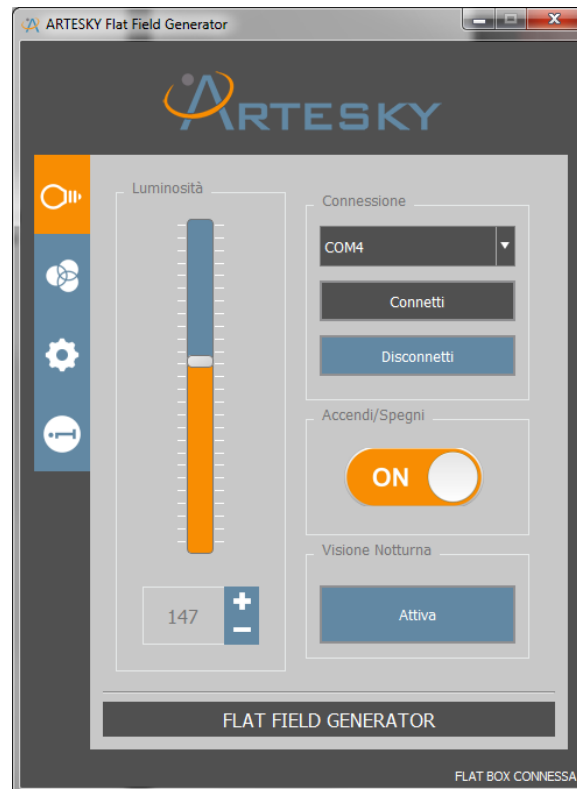 ARTESKY Flat Field Generator
ARTESKY
Luminosità
147
Connessione
COM4
Connetti
Disconnetti
Accendi/Spegni
ON
Visione Notturna
Attiva
FLAT FIELD GENERATOR
FLAT BOX CONNESSA